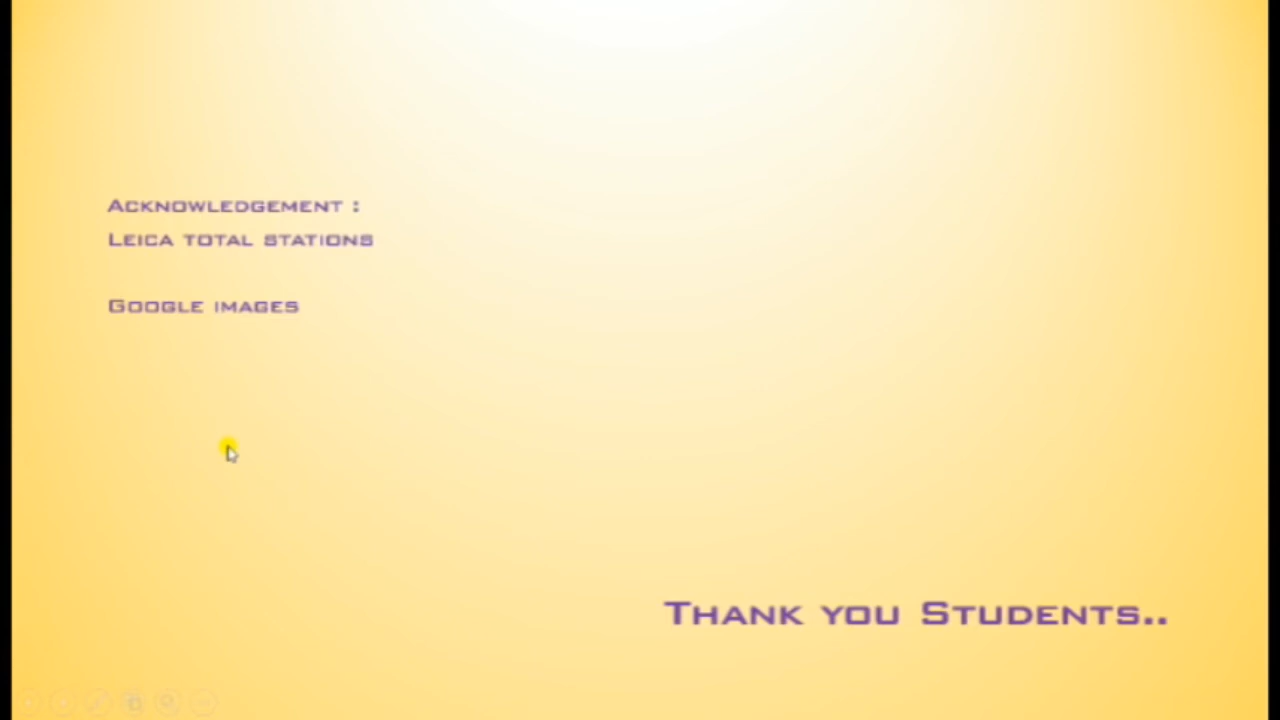 Acknowledgement :
Leica total stations
Google images
Thank you Students..